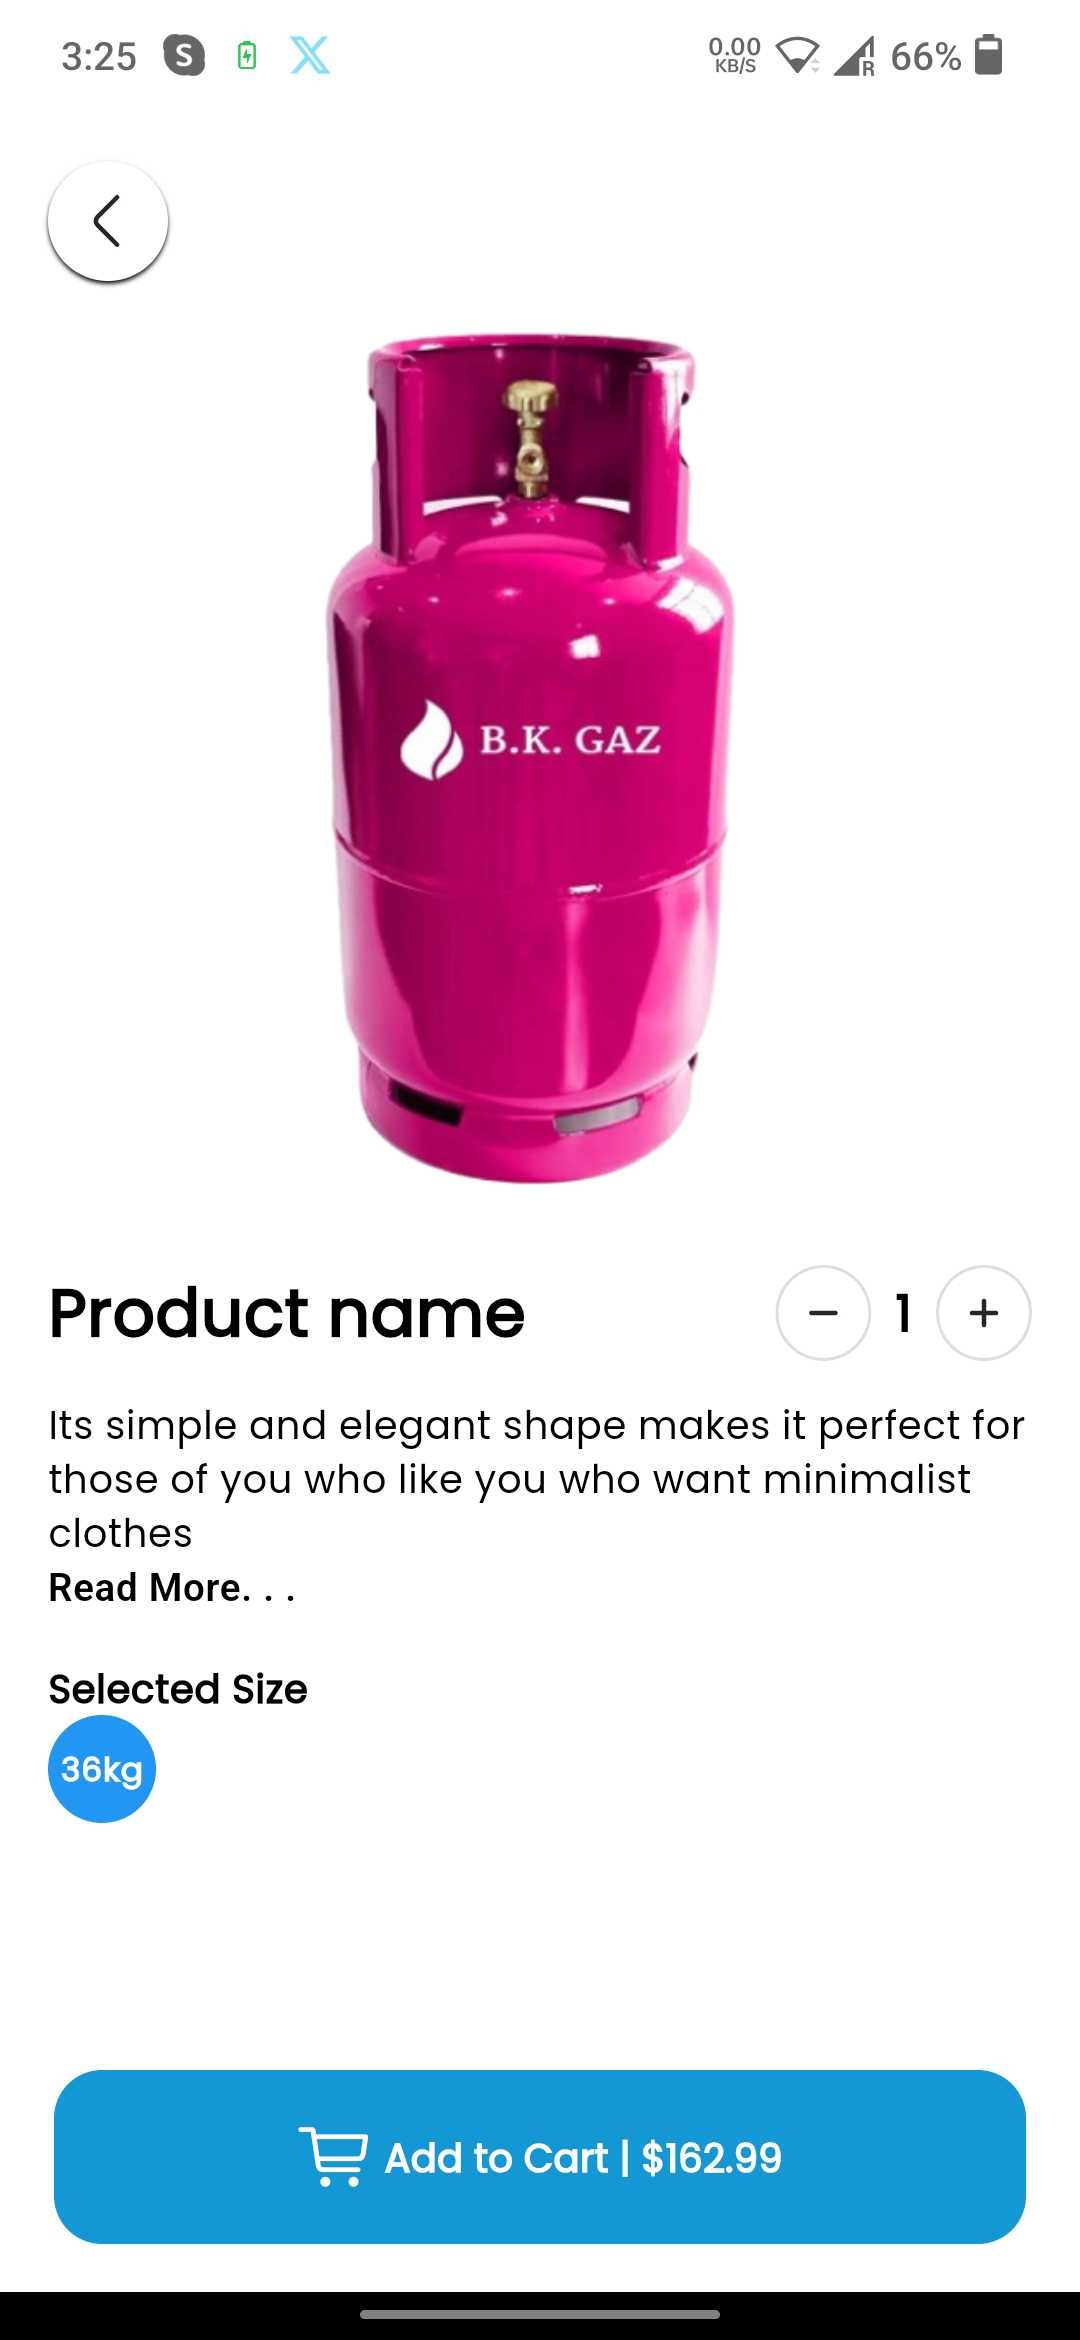 3:25
0.00
KB/S
R
66%
B.K. GAZ
Product name
1
Its simple and elegant shape makes it perfect for
those of you who like you who want minimalist
clothes
Read More. . .
Selected Size
36kg
Add to Cart | $162.99